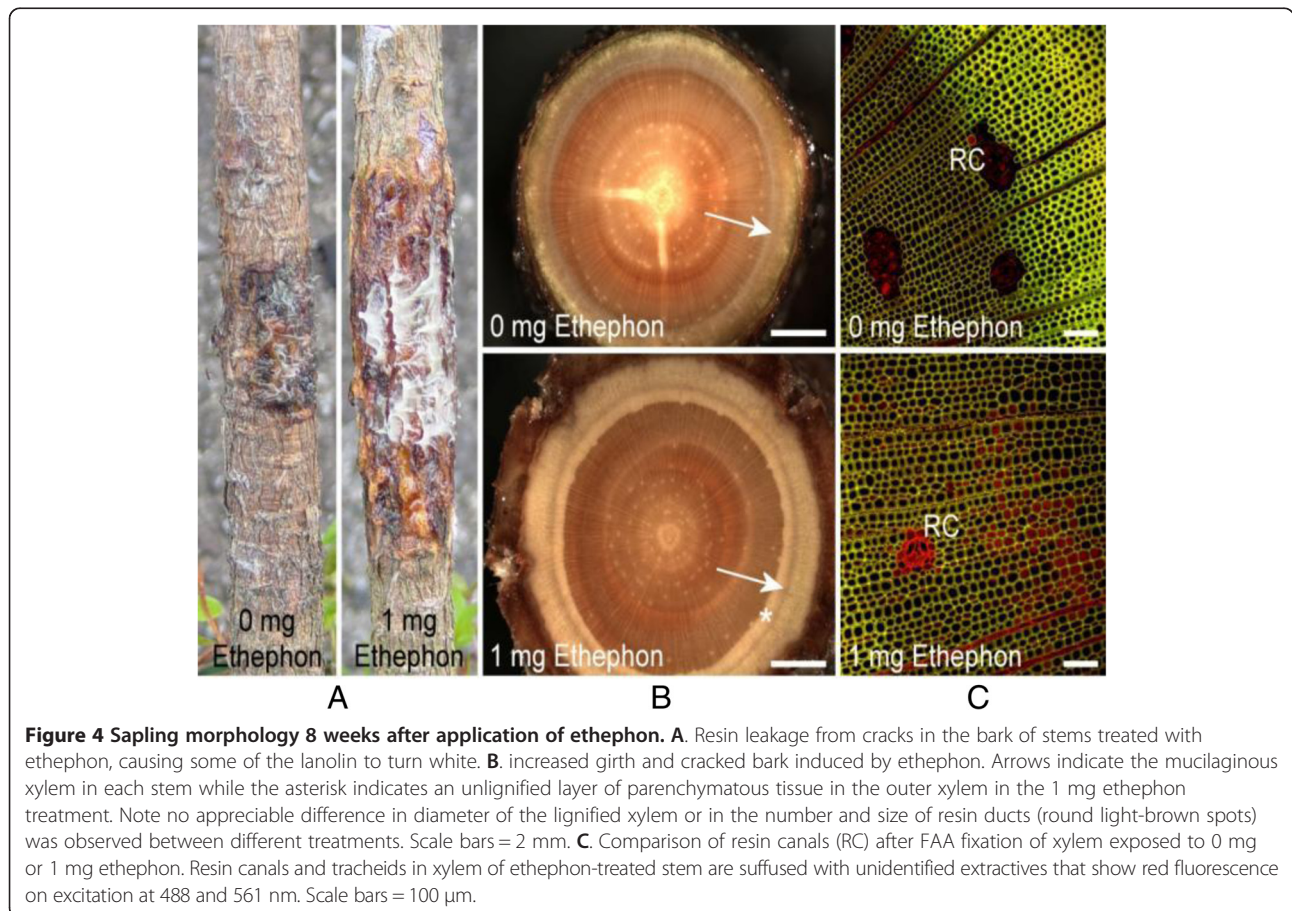 0 mg
Ethephon
1 mg
Ethephon
0 mg Ethephon
1 mg Ethephon
*
RC
0 mg Ethephon
RC
1 mg Ethephon
A
B
C
Figure 4 Sapling morphology 8 weeks after application of ethephon. A. Resin leakage from cracks in the bark of stems treated with
ethephon, causing some of the lanolin to turn white. B. increased girth and cracked bark induced by ethephon. Arrows indicate the mucilaginous
xylem in each stem while the asterisk indicates an unlignified layer of parenchymatous tissue in the outer xylem in the 1 mg ethephon
treatment. Note no appreciable difference in diameter of the lignified xylem or in the number and size of resin ducts (round light-brown spots)
was observed between different treatments. Scale bars = 2 mm. C. Comparison of resin canals (RC) after FAA fixation of xylem exposed to 0 mg
or 1 mg ethephon. Resin canals and tracheids in xylem of ethephon-treated stem are suffused with unidentified extractives that show red fluorescence
on excitation at 488 and 561 nm. Scale bars = 100 μm.